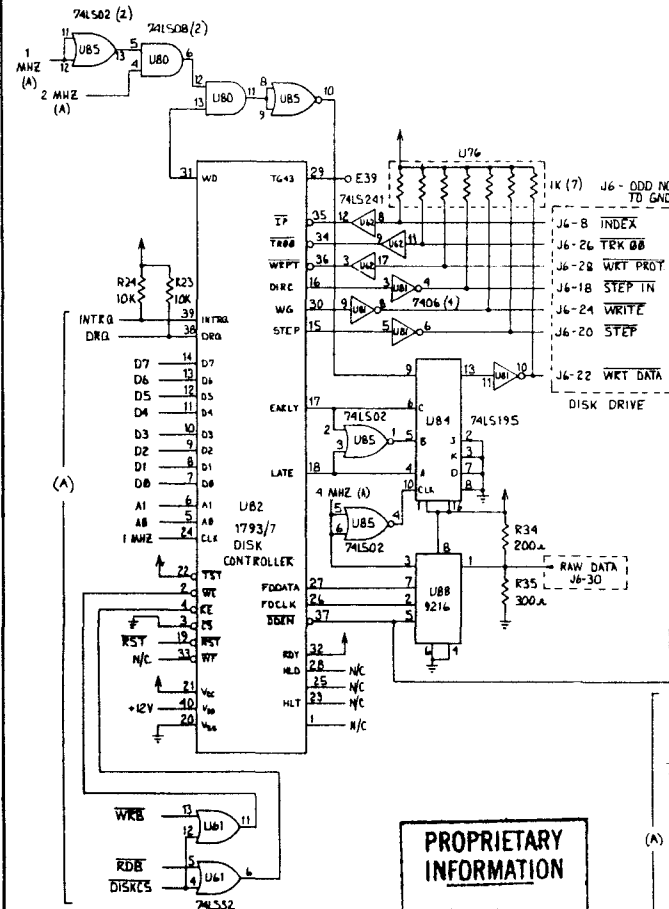 74LS02 (2)
74LS08 (2)
1 MHZ (A)
11
12
U85
13
5
4
U80
6
2 MHZ (A)
12
13
U80
11
8
9
U85
10
31 WD
TG43 29 E39
U76
1K (7)
J6 - ODD NO
TO GND
74LS241
IP 35 12 U62 8
J6-8 INDEX
TR00 34 9 U62 11
J6-26 TRK 00
WRPT 36 3 U62 17
J6-28 WRT PROT
DIRC 16 3 U81 4
J6-18 STEP IN
WG 30 9 U81 8 7406 (4)
J6-24 WRITE
STEP 15 5 U81 6
J6-20 STEP
R24 10K
R23 10K
INTRQ 39 INTRQ
DRQ 38 DRQ
9
13
11 U81 10
J6-22 WRT DATA
DISK DRIVE
D7 14 D7
D6 13 D6
D5 12 D5
D4 11 D4
D3 10 D3
D2 9 D2
D1 8 D1
D0 7 D0
EARLY 17
74LS02
2
3
U85
1
LATE 18
6 C
5 B
4 A
10 CLK
U84
74LS195
J 2
K 3
D 7
8
1
16
(A)
A1 6 A1
A0 5 A0
1 MHZ 24 CLK
U82
1793/7
DISK
CONTROLLER
4 MHZ (A)
5
6
U85
4
74LS02
R34
200Ω
R35
300Ω
RAW DATA
J6-30
22 TST
2 WE
4 RE
3 CS
RST 19 RST
N/C 33 WF
FDDATA 27
FDCLK 26
DDEN 37
3
7
2
5
8
1
U88
9216
6
4
RDY 32
HLD 28 N/C
25 N/C
HLT 23 N/C
1 N/C
21 VCC
+12V 40 VDD
20 VSS
WRB 13
12
U61
11
RDB 5
DISKCS 4
U61
6
74LS32
PROPRIETARY
INFORMATION
(A)